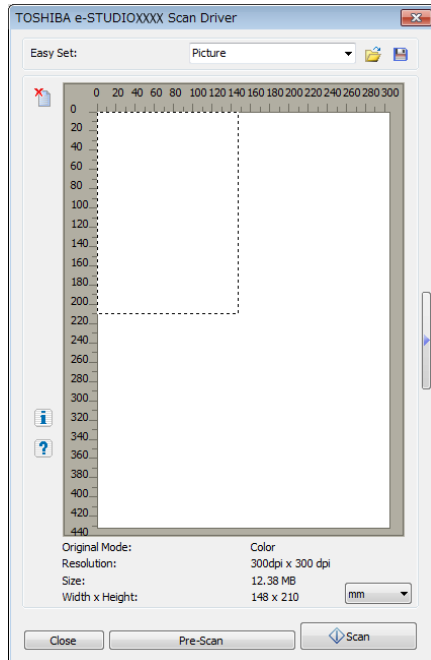 TOSHIBA e-STUDIOXXXX Scan Driver
Easy Set: Picture
0 20 40 60 80 100 120 140 160 180 200 220 240 260 280 300
0
20
40
60
80
100
120
140
160
180
200
220
240
260
280
300
320
340
360
380
400
420
440
Original Mode: Color
Resolution: 300dpi x 300 dpi
Size: 12.38 MB
Width x Height: 148 x 210 mm
Close Pre-Scan Scan